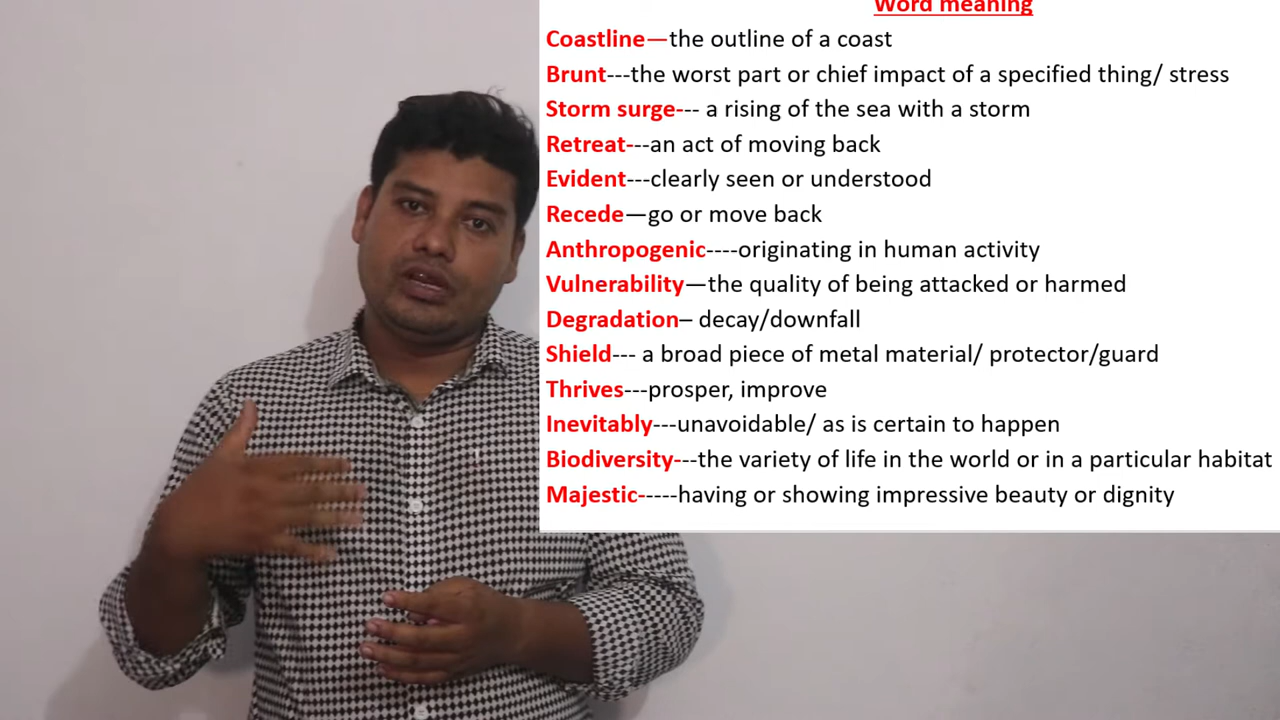 Word meaning
Coastline—the outline of a coast
Brunt---the worst part or chief impact of a specified thing/ stress
Storm surge--- a rising of the sea with a storm
Retreat---an act of moving back
Evident---clearly seen or understood
Recede—go or move back
Anthropogenic----originating in human activity
Vulnerability—the quality of being attacked or harmed
Degradation– decay/downfall
Shield--- a broad piece of metal material/ protector/guard
Thrives---prosper, improve
Inevitably---unavoidable/ as is certain to happen
Biodiversity---the variety of life in the world or in a particular habitat
Majestic-----having or showing impressive beauty or dignity